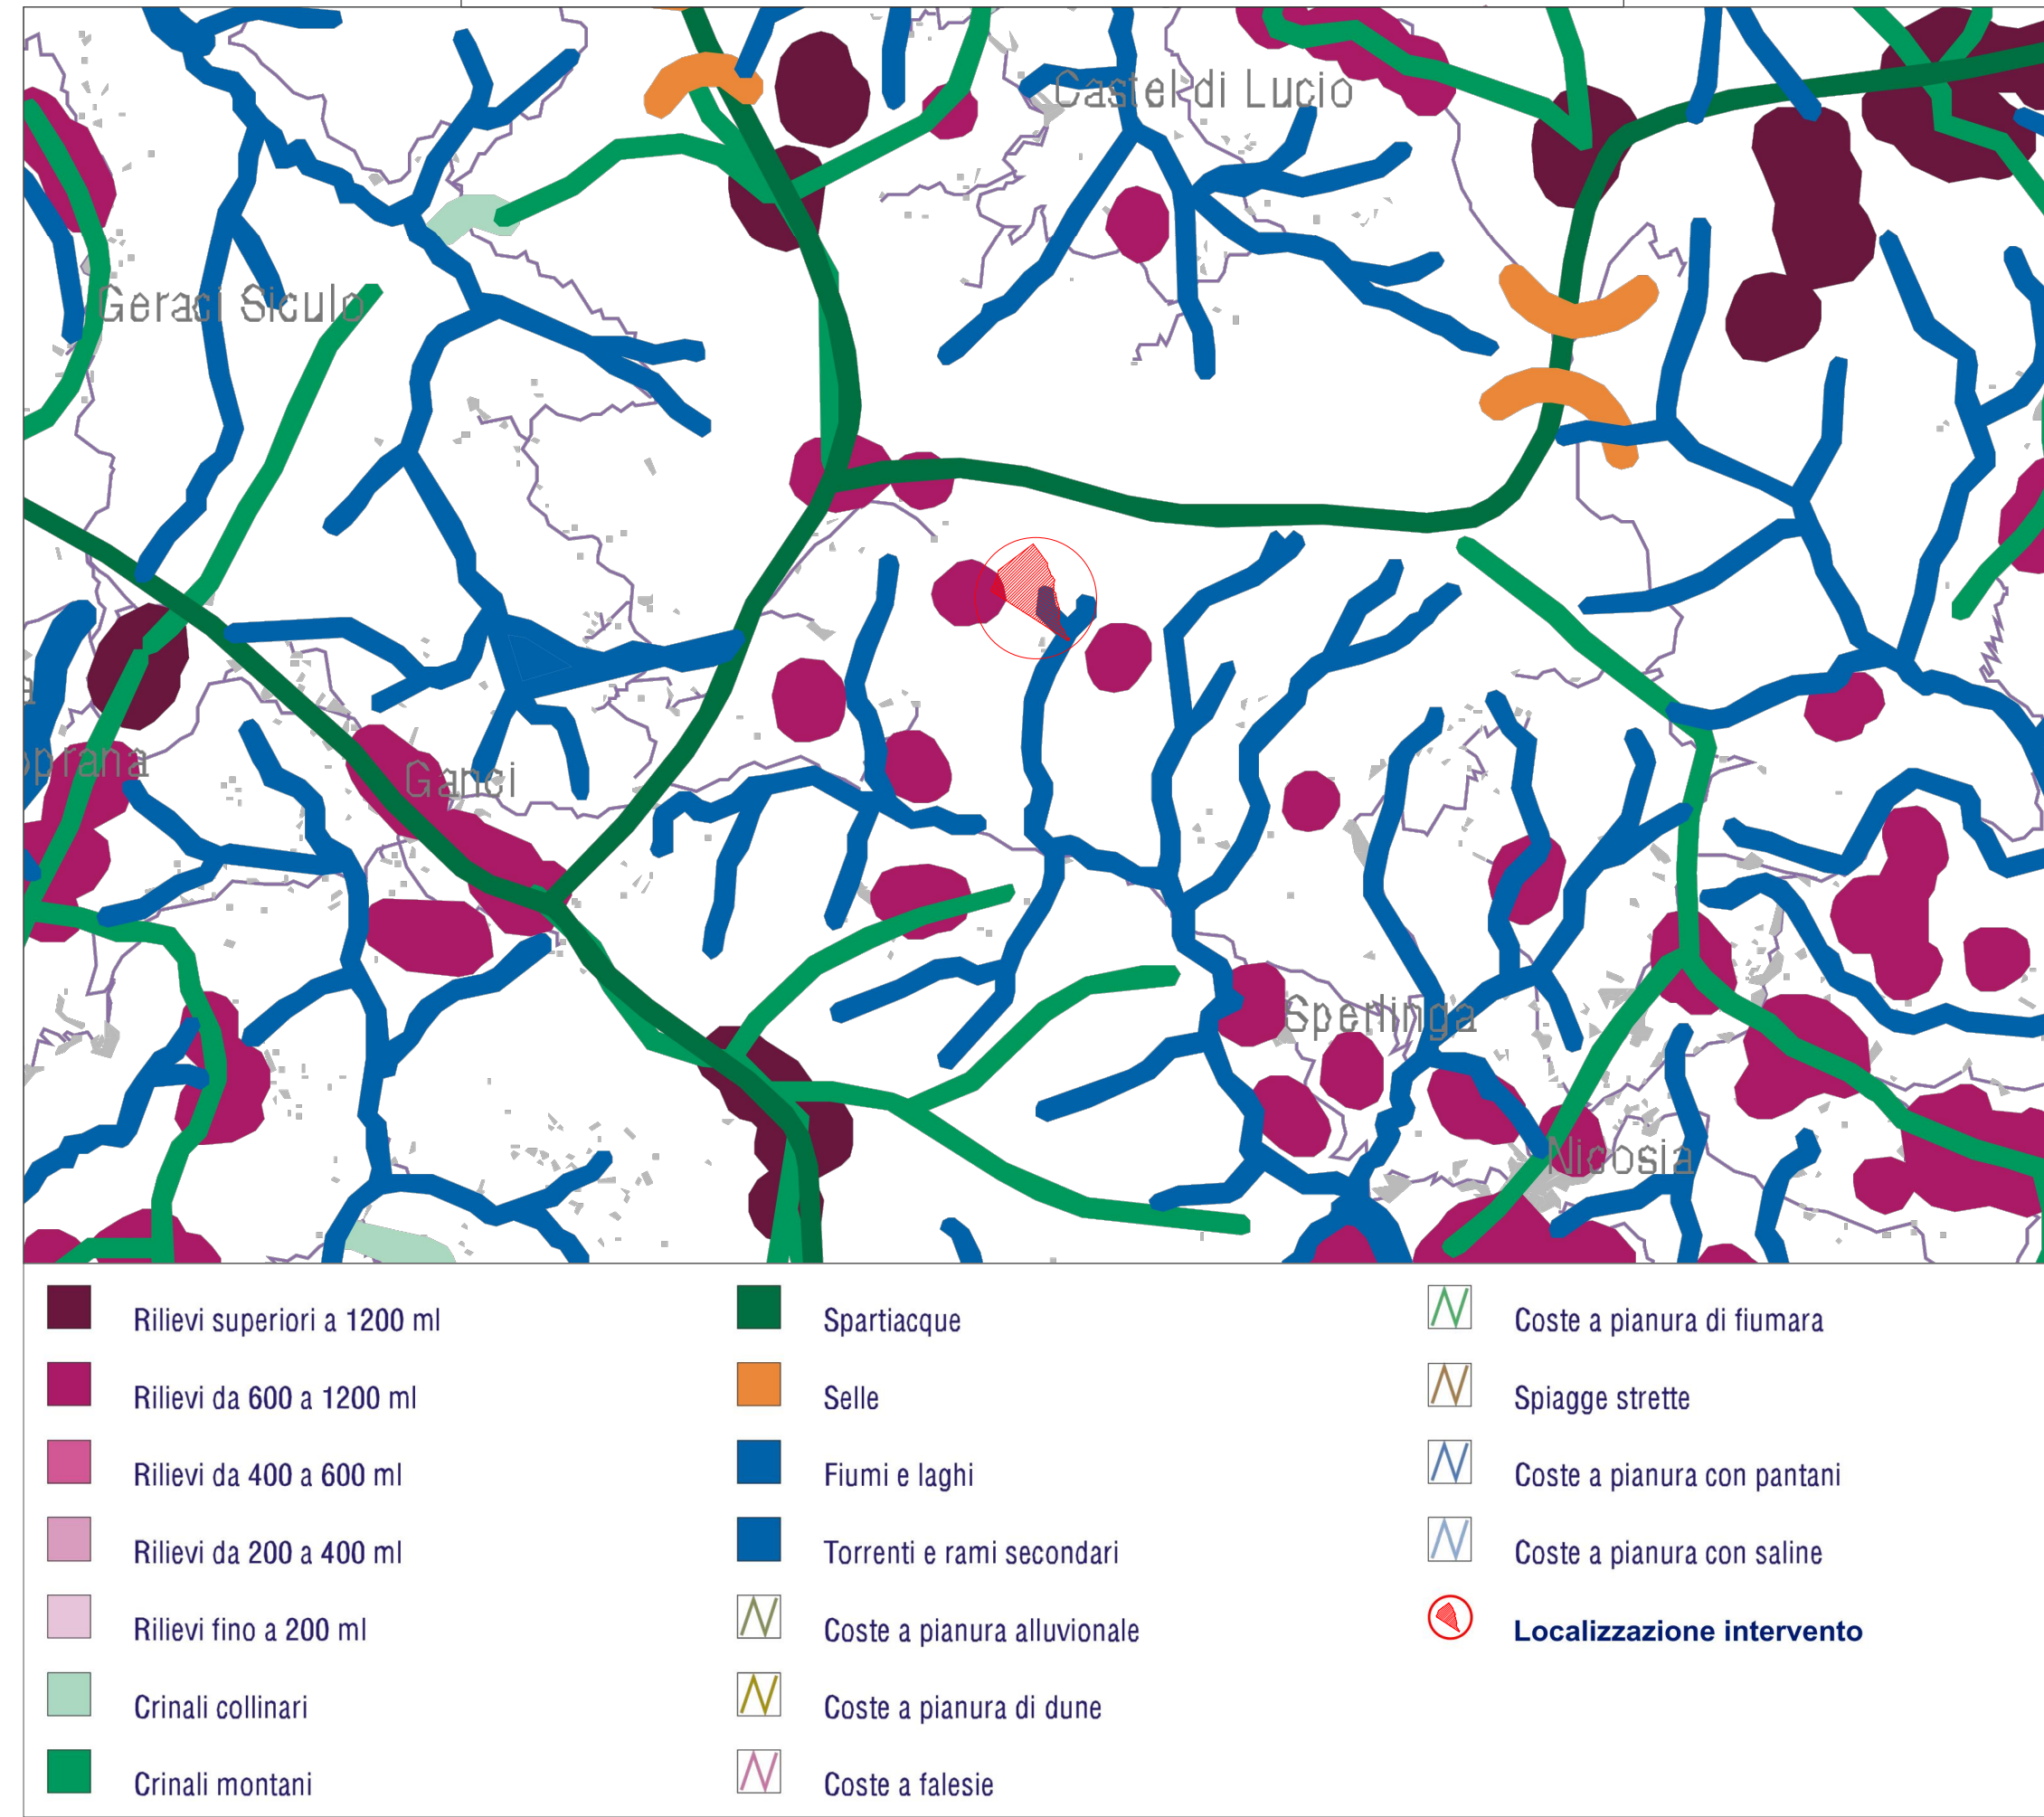 Castel di Lucio
Geraci Siculo
a
oprana
Ganci
Sperlinga
Nicosia
Rilievi superiori a 1200 ml
Rilievi da 600 a 1200 ml
Rilievi da 400 a 600 ml
Rilievi da 200 a 400 ml
Rilievi fino a 200 ml
Crinali collinari
Crinali montani
Spartiacque
Selle
Fiumi e laghi
Torrenti e rami secondari
Coste a pianura alluvionale
Coste a pianura di dune
Coste a falesie
Coste a pianura di fiumara
Spiagge strette
Coste a pianura con pantani
Coste a pianura con saline
Localizzazione intervento